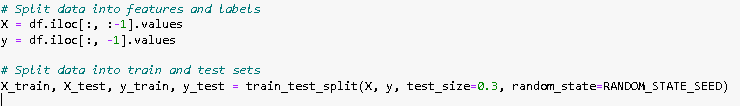 # Split data into features and labels
X = df.iloc[:, :-1].values
y = df.iloc[:, -1].values
# Split data into train and test sets
X_train, X_test, y_train, y_test = train_test_split(X, y, test_size=0.3, random_state=RANDOM_STATE_SEED)